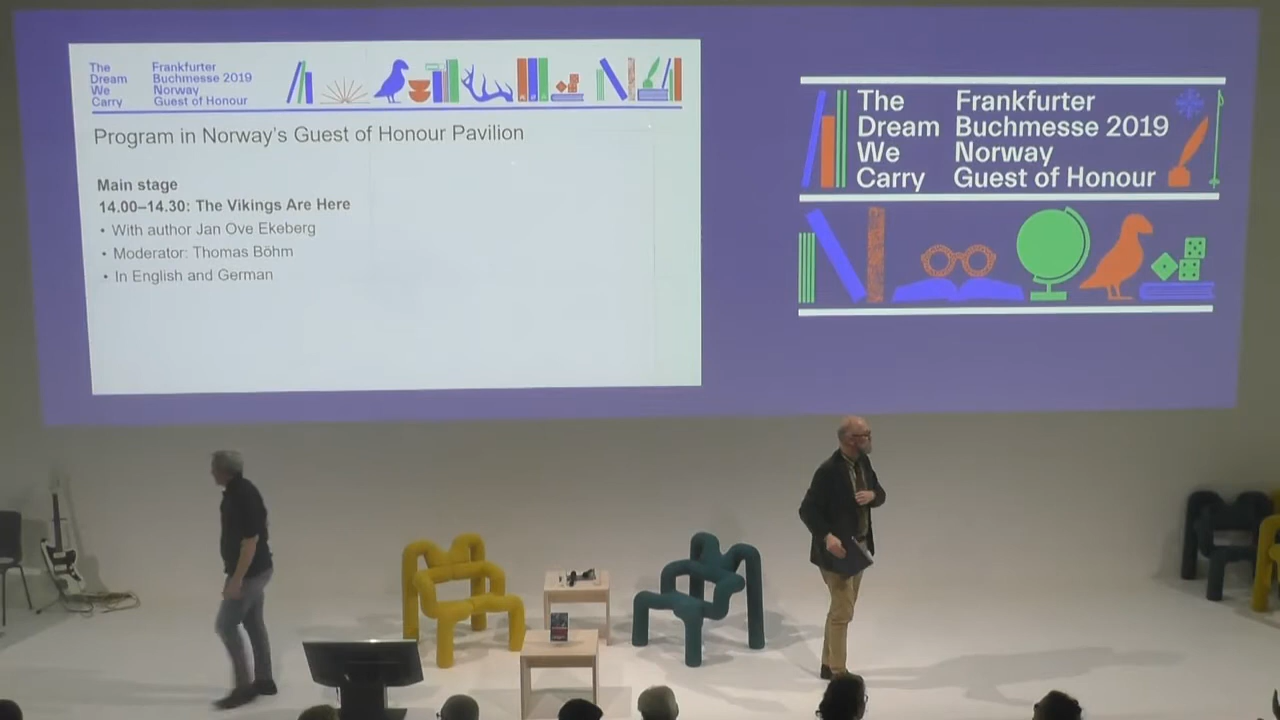 The
Dream
We
Carry
Frankfurter
Buchmesse 2019
Norway
Guest of Honour
Program in Norway's Guest of Honour Pavilion
Main stage
14.00–14.30: The Vikings Are Here
• With author Jan Ove Ekeberg
• Moderator: Thomas Böhm
• In English and German
The
Dream
We
Carry
Frankfurter
Buchmesse 2019
Norway
Guest of Honour